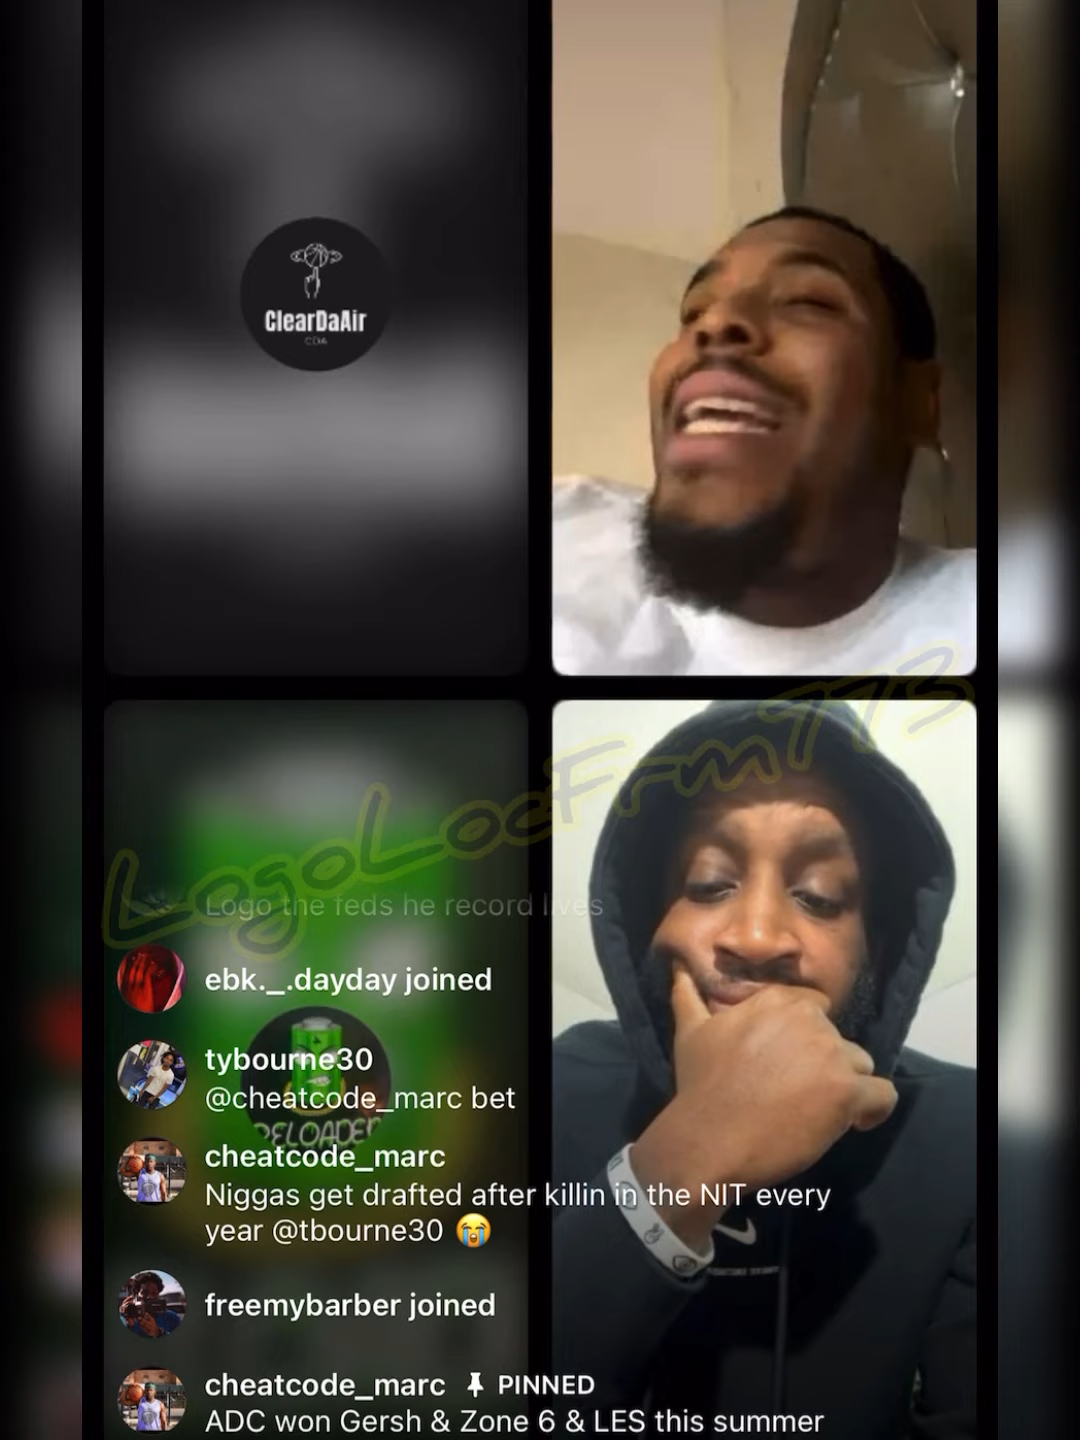 ClearDaAir
CDA
LogoLocFrm773
Logo the feds he record lives
ebk._.dayday joined
tybourne30
@cheatcode_marc bet
RELOADED
cheatcode_marc
Niggas get drafted after killin in the NIT every
year @tbourne30 😭
freemybarber joined
cheatcode_marc PINNED
ADC won Gersh & Zone 6 & LES this summer